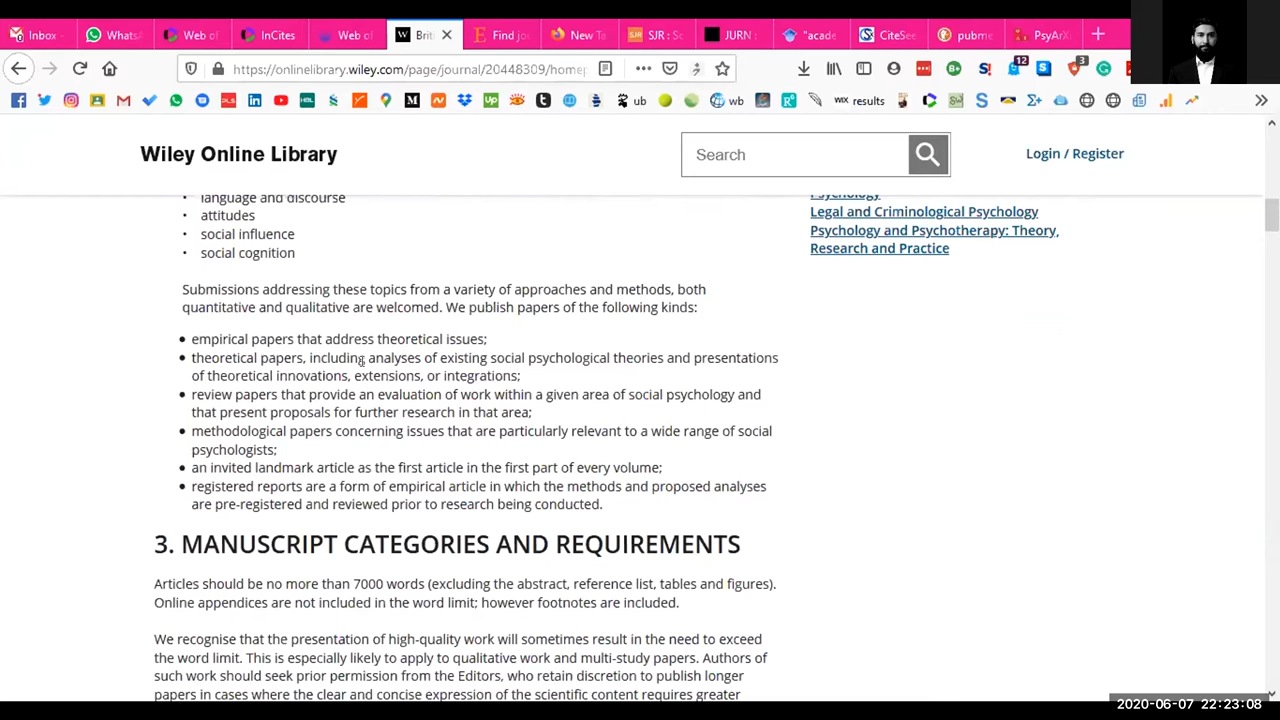 Inbox
WhatsA
Web of
InCites
Web of
Brit
Find jo
New Ta
SJR : Sc
JURN :
"acade
CiteSee
pubme
PsyArX
https://onlinelibrary.wiley.com/page/journal/20448309/home
12
3
ub
wb
WIX results
Wiley Online Library
Search
Login / Register
language and discourse
attitudes
social influence
social cognition
Psychology
Legal and Criminological Psychology
Psychology and Psychotherapy: Theory,
Research and Practice
Submissions addressing these topics from a variety of approaches and methods, both
quantitative and qualitative are welcomed. We publish papers of the following kinds:
empirical papers that address theoretical issues;
theoretical papers, including analyses of existing social psychological theories and presentations
of theoretical innovations, extensions, or integrations;
review papers that provide an evaluation of work within a given area of social psychology and
that present proposals for further research in that area;
methodological papers concerning issues that are particularly relevant to a wide range of social
psychologists;
an invited landmark article as the first article in the first part of every volume;
registered reports are a form of empirical article in which the methods and proposed analyses
are pre-registered and reviewed prior to research being conducted.
3. MANUSCRIPT CATEGORIES AND REQUIREMENTS
Articles should be no more than 7000 words (excluding the abstract, reference list, tables and figures).
Online appendices are not included in the word limit; however footnotes are included.
We recognise that the presentation of high-quality work will sometimes result in the need to exceed
the word limit. This is especially likely to apply to qualitative work and multi-study papers. Authors of
such work should seek prior permission from the Editors, who retain discretion to publish longer
papers in cases where the clear and concise expression of the scientific content requires greater
2020-06-07 22:23:08